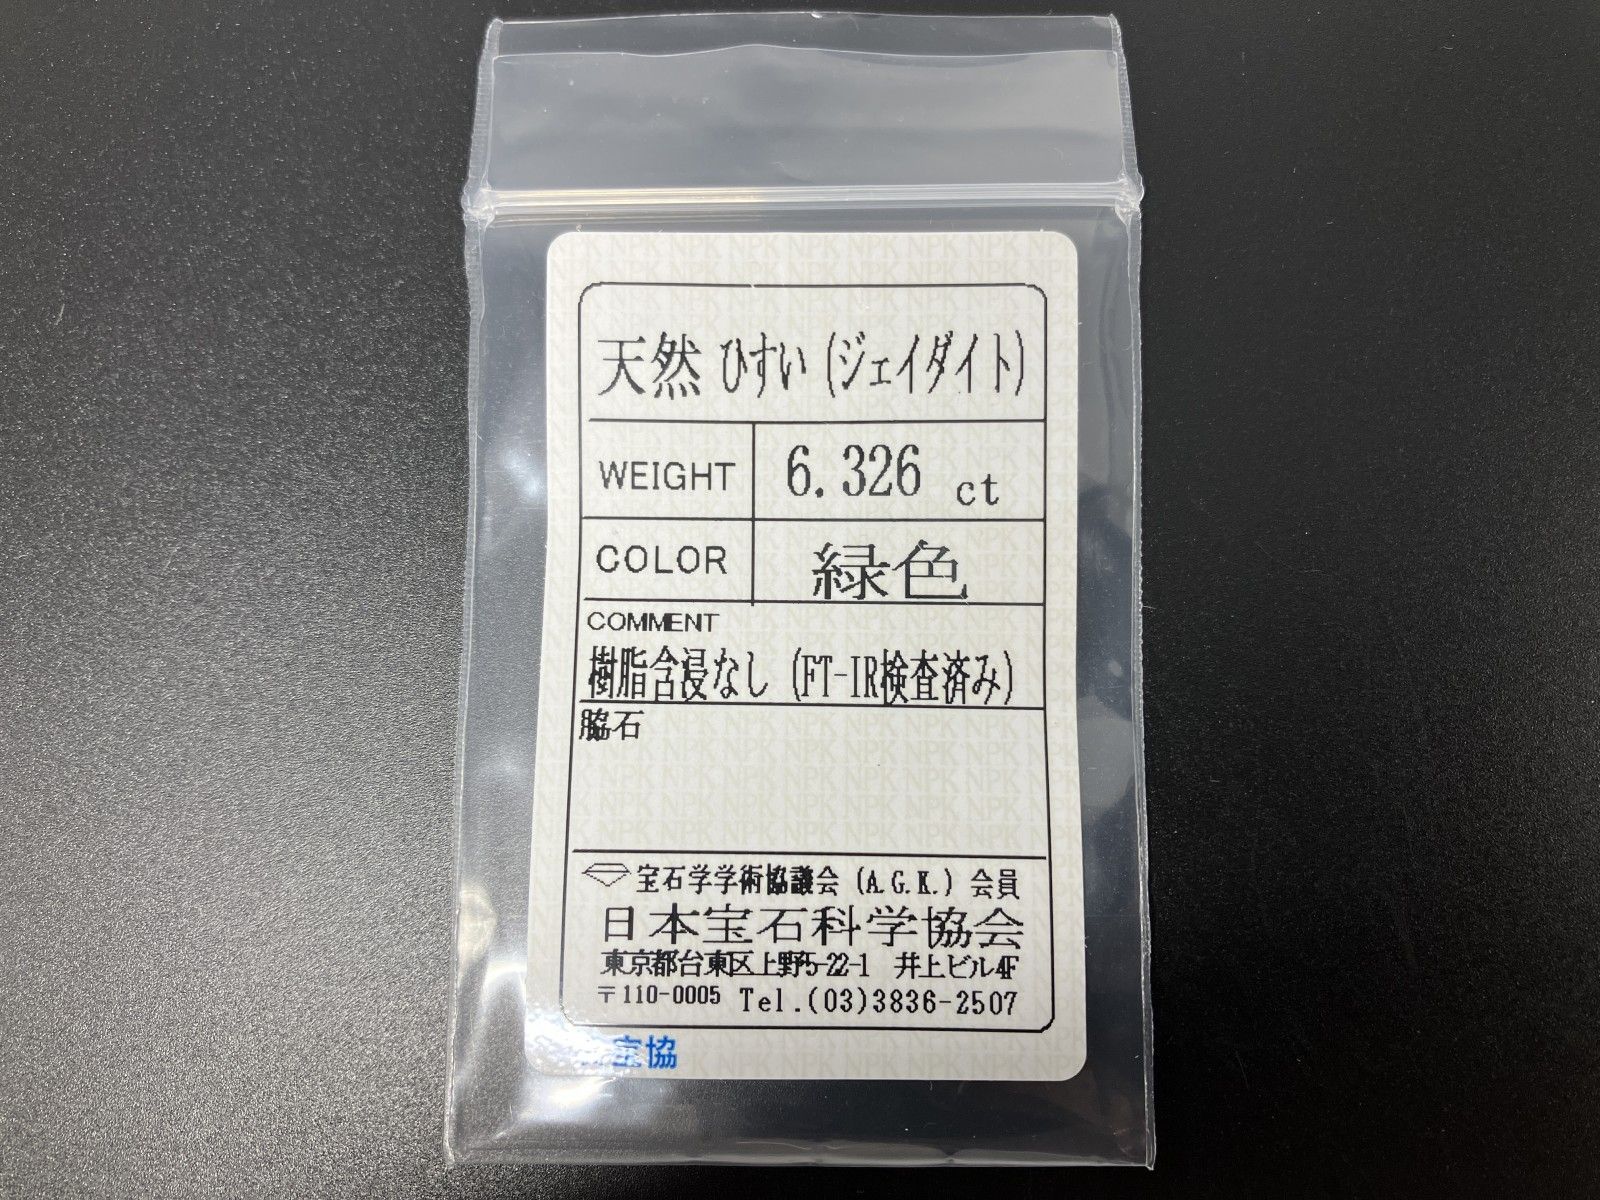 天然 ひすい (ジェイダイト)
WEIGHT 6.326 ct
COLOR 緑色
COMMENT
樹脂含浸なし (FT-IR検査済み)
脇石
宝石学学術協議会 (A.G.K.) 会員
日本宝石科学協会
東京都台東区上野5-22-1 井上ビル4F
〒110-0005 Tel.(03)3836-2507
宝協